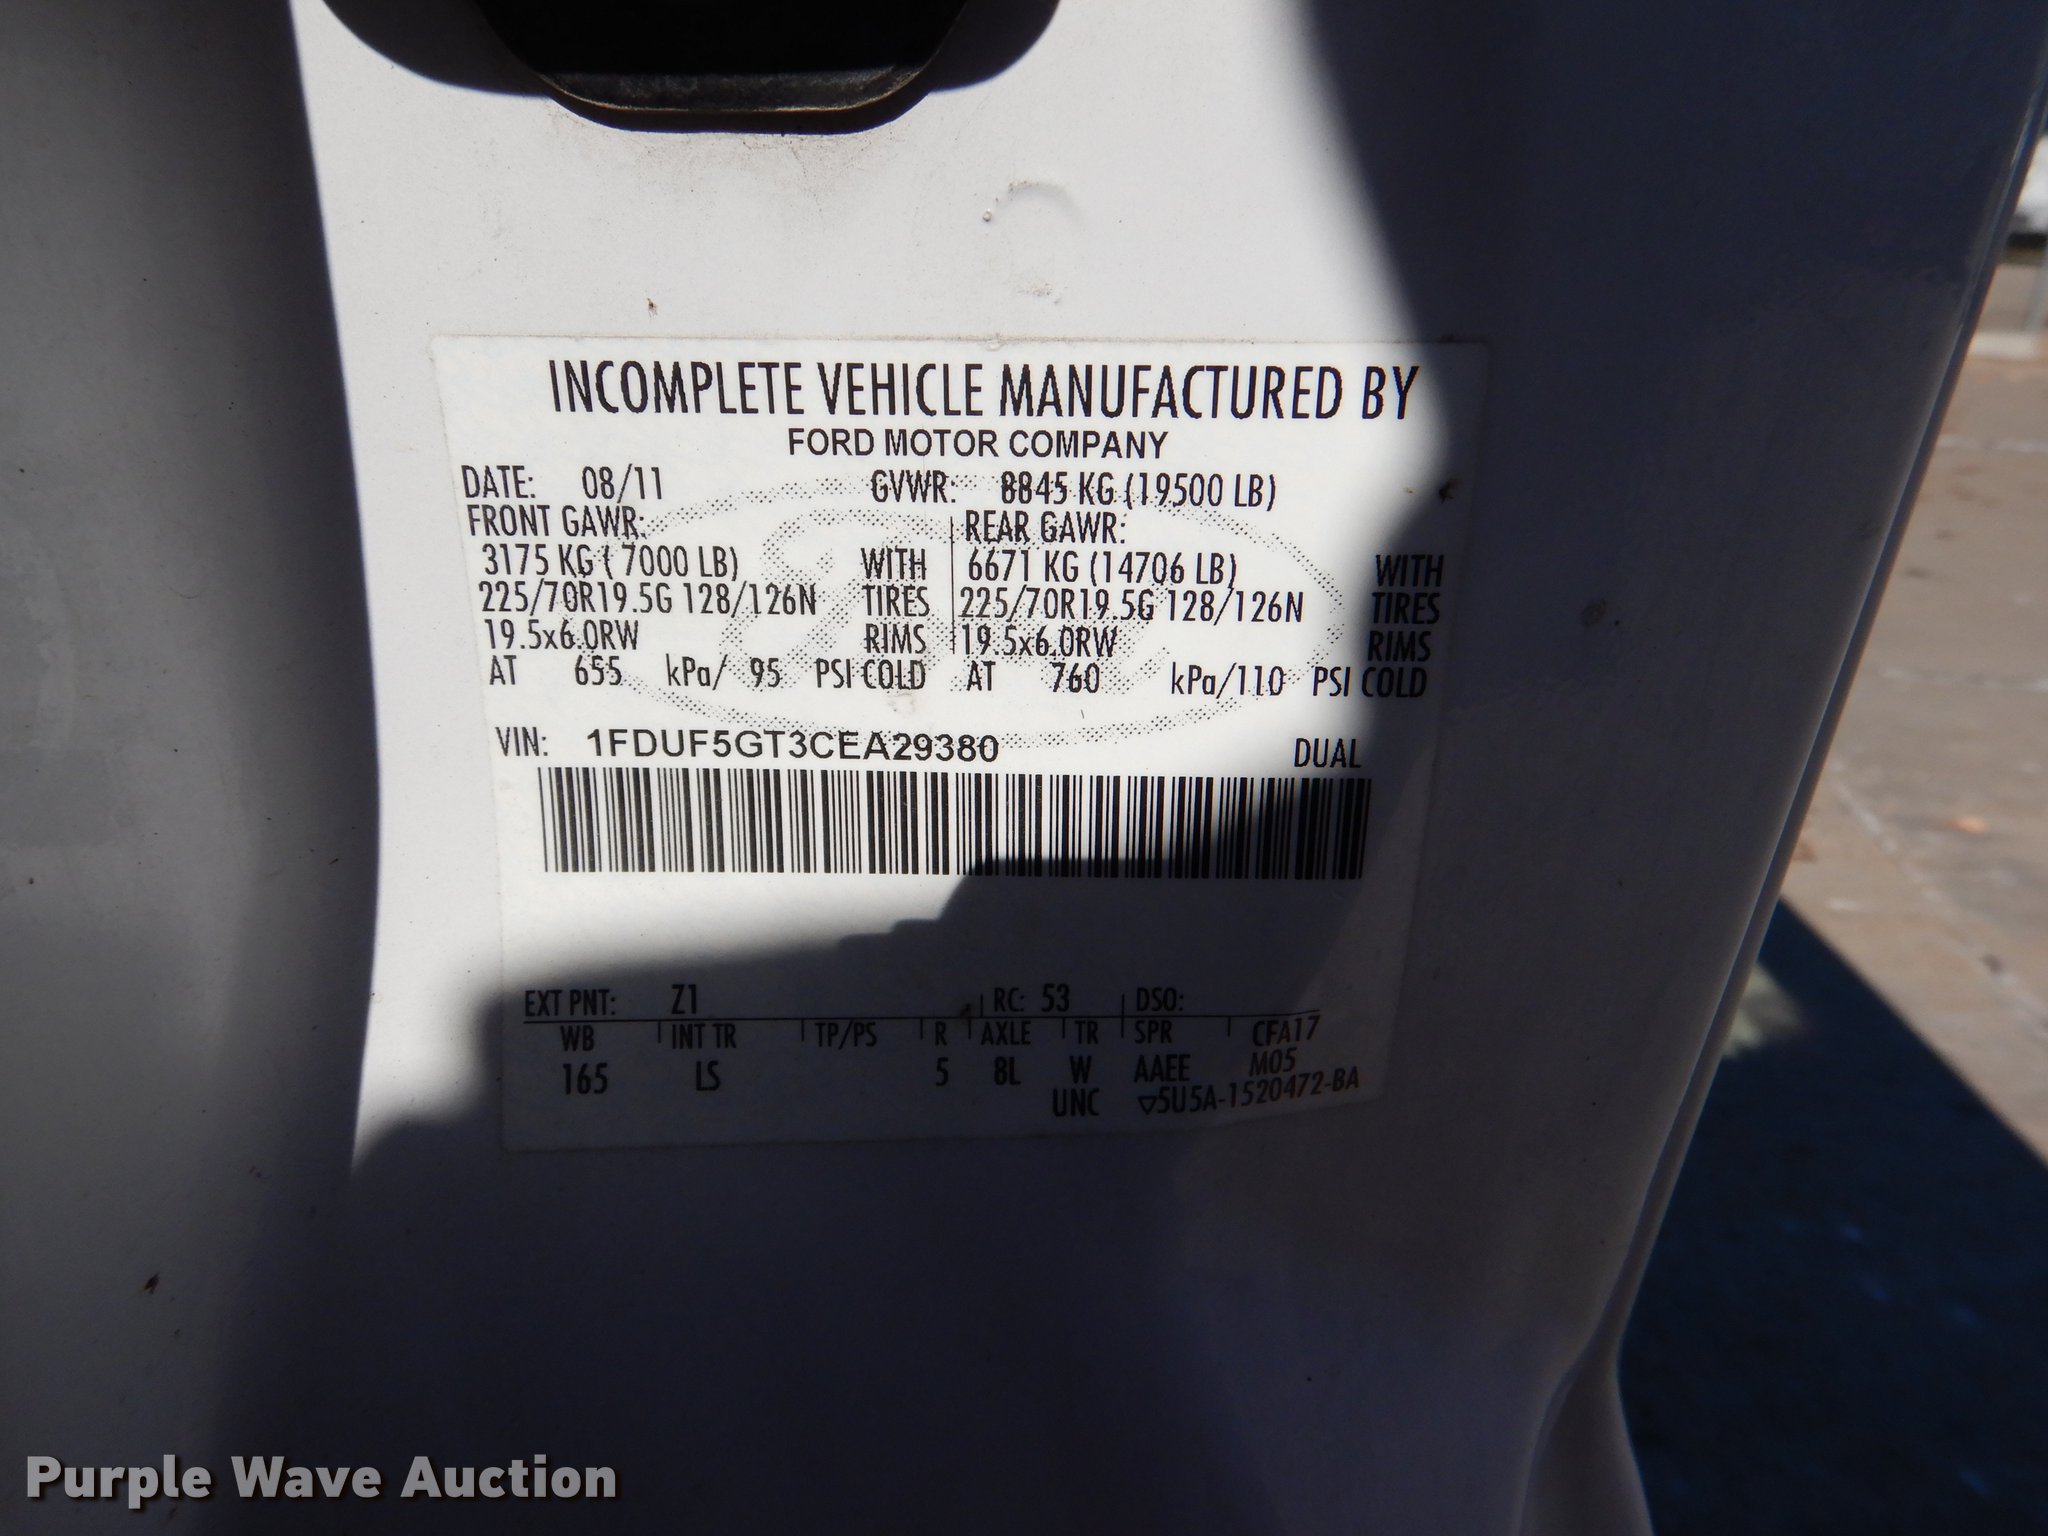 INCOMPLETE VEHICLE MANUFACTURED BY
FORD MOTOR COMPANY
DATE: 08/11 GVWR: 8845 KG (19500 LB)
FRONT GAWR: REAR GAWR:
3175 KG ( 7000 LB) WITH 6671 KG (14706 LB) WITH
225/70R19.5G 128/126N TIRES 225/70R19.5G 128/126N TIRES
19.5x6.0RW RIMS 19.5x6.0RW RIMS
AT 655 kPa/ 95 PSI COLD AT 760 kPa/110 PSI COLD
VIN: 1FDUF5GT3CEA29380 DUAL
EXT PNT: Z1 RC: 53 DSO:
WB INT TR TP/PS R AXLE TR SPR CFA17
165 LS 5 8L W AAEE M05
UNC ▽5U5A-1520472-BA
Purple Wave Auction